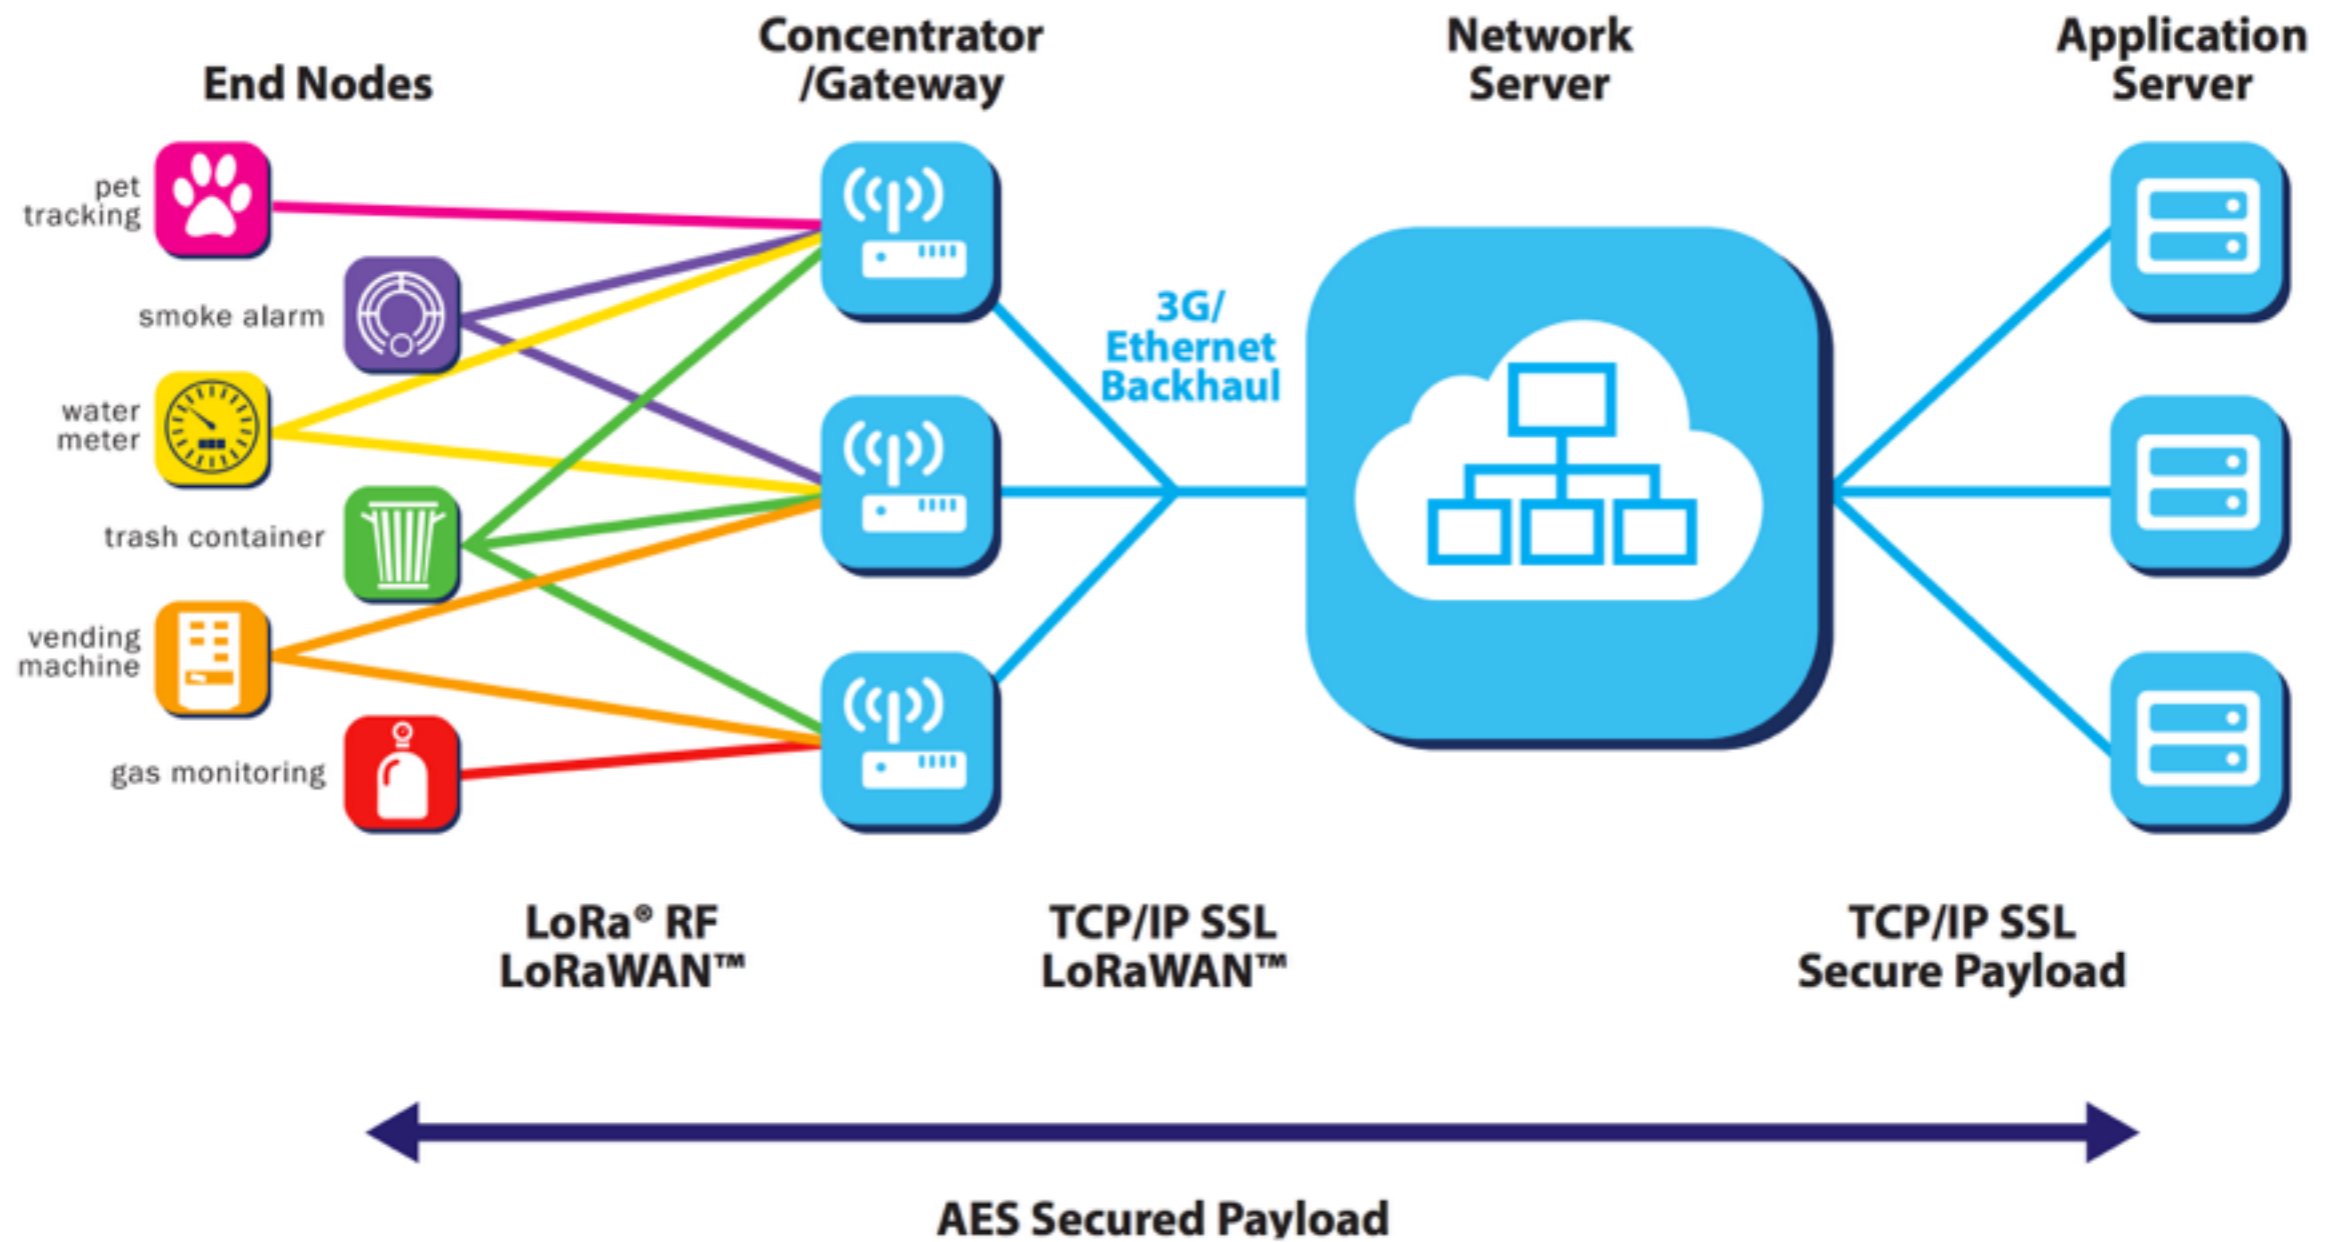 End Nodes
Concentrator
/Gateway
Network
Server
Application
Server
pet
tracking
smoke alarm
water
meter
trash container
vending
machine
gas monitoring
3G/
Ethernet
Backhaul
LoRa® RF
LoRaWAN™
TCP/IP SSL
LoRaWAN™
TCP/IP SSL
Secure Payload
AES Secured Payload